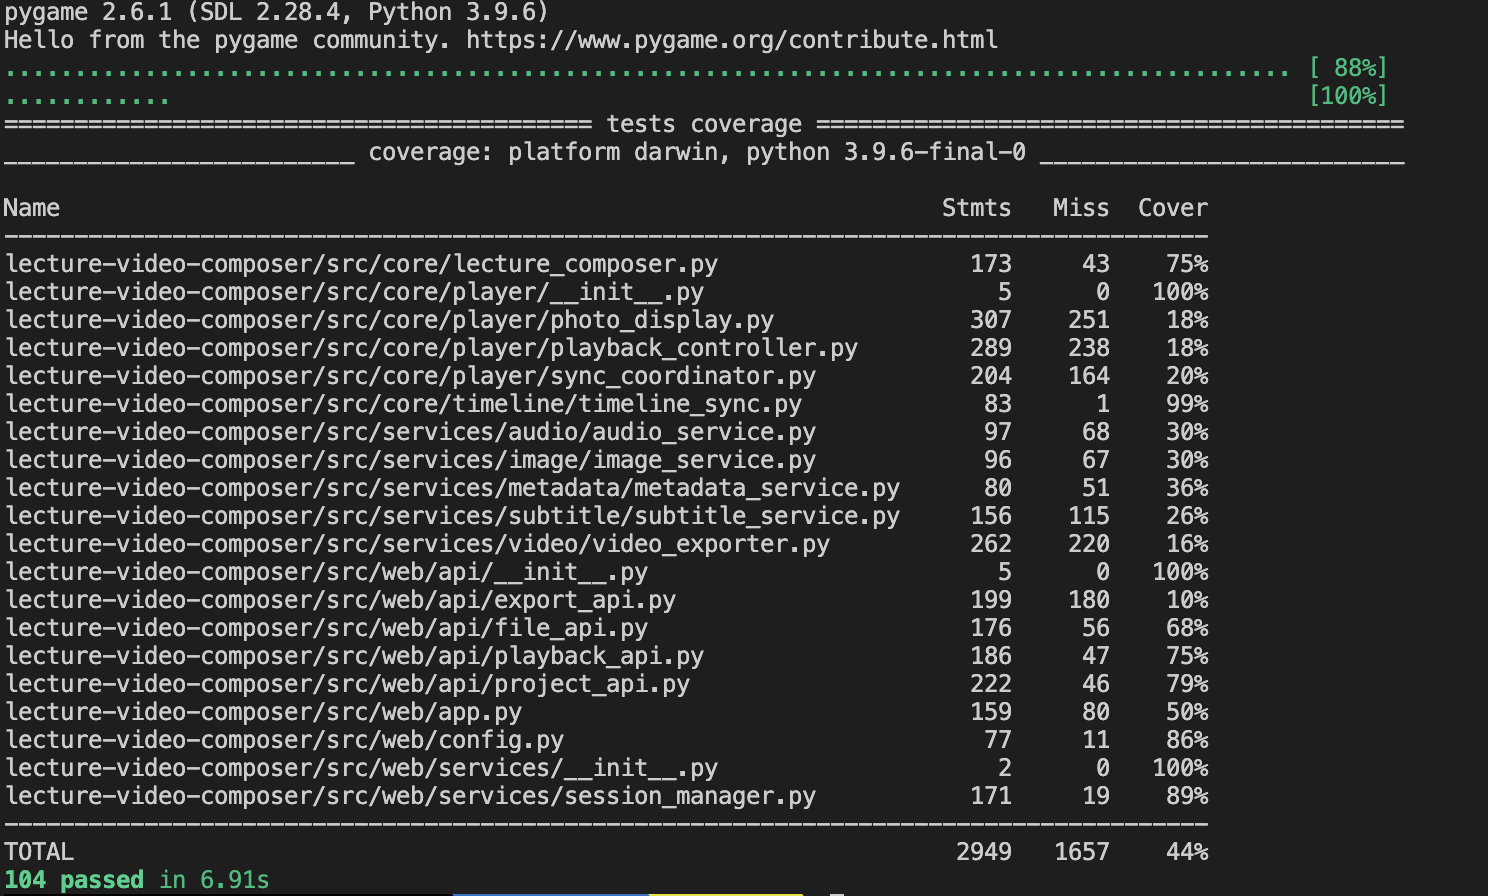 pygame 2.6.1 (SDL 2.28.4, Python 3.9.6)
Hello from the pygame community. https://www.pygame.org/contribute.html
............................................................................................ [ 88%]
............ [100%]
========================================== tests coverage ==========================================
_________________________ coverage: platform darwin, python 3.9.6-final-0 __________________________
Name Stmts Miss Cover
--------------------------------------------------------------------------------------
lecture-video-composer/src/core/lecture_composer.py 173 43 75%
lecture-video-composer/src/core/player/__init__.py 5 0 100%
lecture-video-composer/src/core/player/photo_display.py 307 251 18%
lecture-video-composer/src/core/player/playback_controller.py 289 238 18%
lecture-video-composer/src/core/player/sync_coordinator.py 204 164 20%
lecture-video-composer/src/core/timeline/timeline_sync.py 83 1 99%
lecture-video-composer/src/services/audio/audio_service.py 97 68 30%
lecture-video-composer/src/services/image/image_service.py 96 67 30%
lecture-video-composer/src/services/metadata/metadata_service.py 80 51 36%
lecture-video-composer/src/services/subtitle/subtitle_service.py 156 115 26%
lecture-video-composer/src/services/video/video_exporter.py 262 220 16%
lecture-video-composer/src/web/api/__init__.py 5 0 100%
lecture-video-composer/src/web/api/export_api.py 199 180 10%
lecture-video-composer/src/web/api/file_api.py 176 56 68%
lecture-video-composer/src/web/api/playback_api.py 186 47 75%
lecture-video-composer/src/web/api/project_api.py 222 46 79%
lecture-video-composer/src/web/app.py 159 80 50%
lecture-video-composer/src/web/config.py 77 11 86%
lecture-video-composer/src/web/services/__init__.py 2 0 100%
lecture-video-composer/src/web/services/session_manager.py 171 19 89%
--------------------------------------------------------------------------------------
TOTAL 2949 1657 44%
104 passed in 6.91s